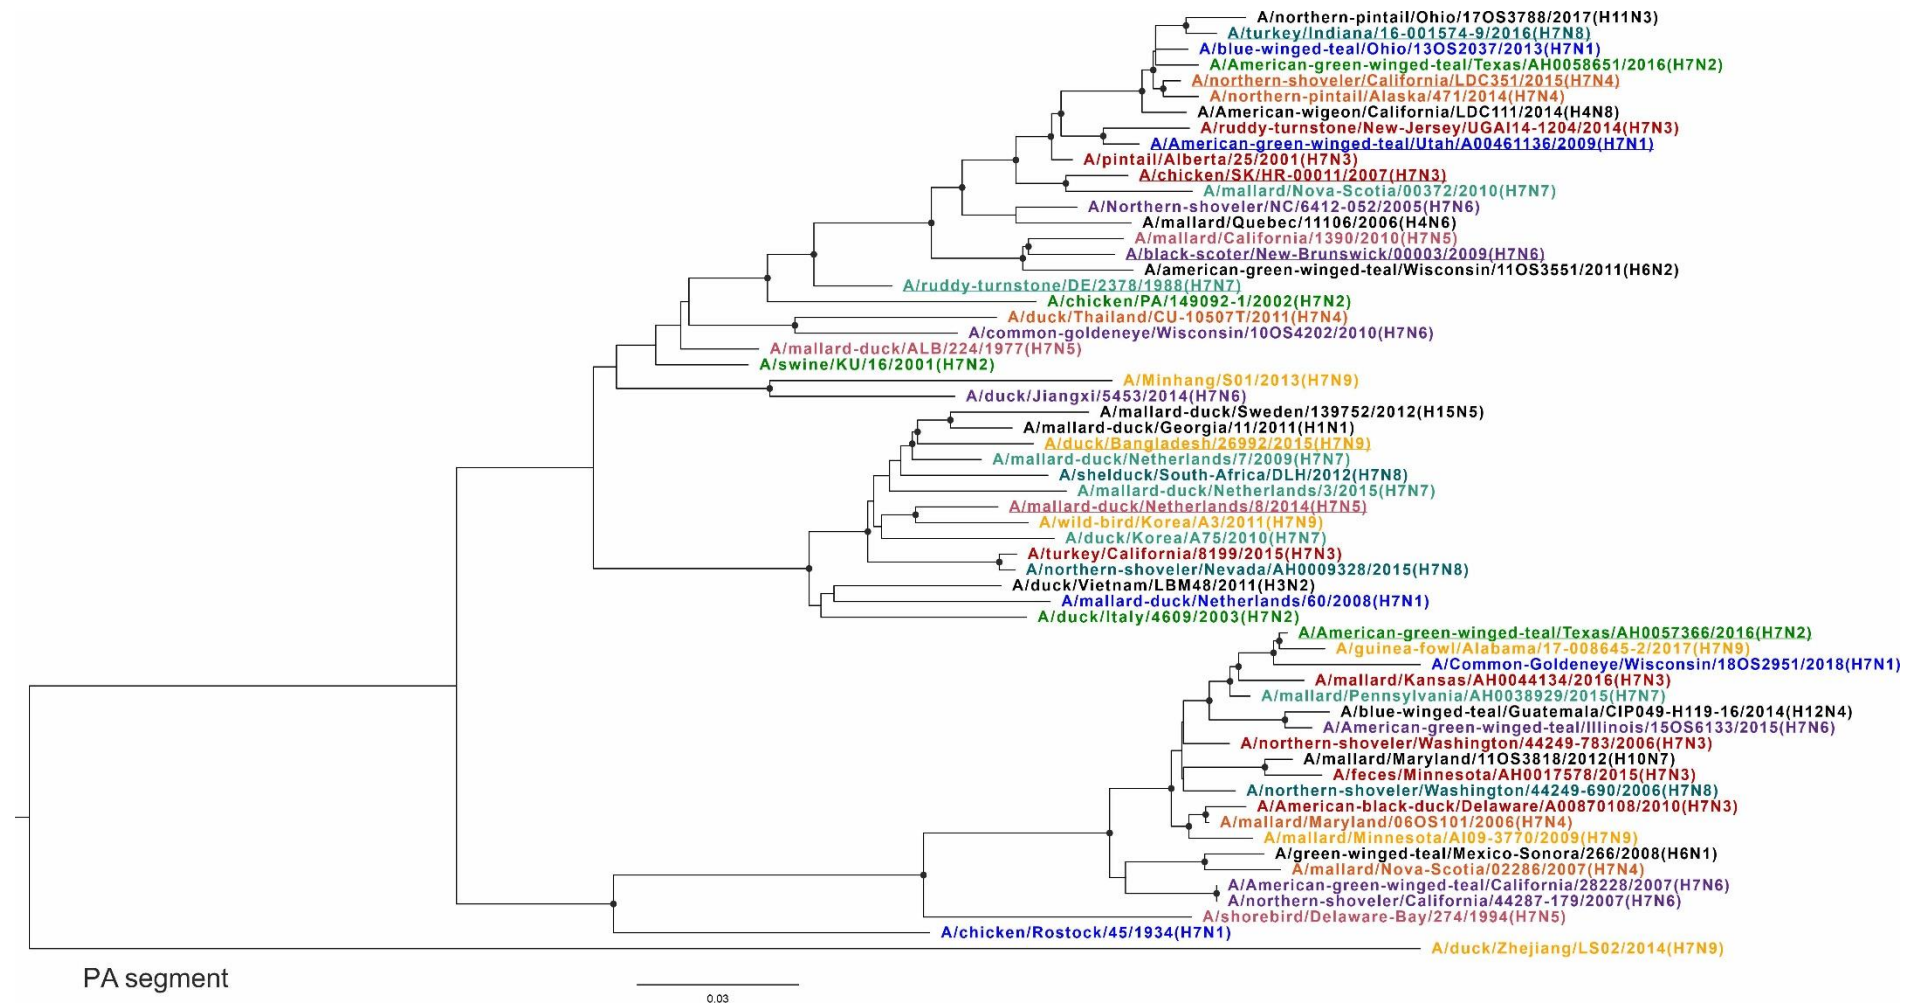 A/northern-pintail/Ohio/17OS3788/2017(H11N3)
A/turkey/Indiana/16-001574-9/2016(H7N8)
A/blue-winged-teal/Ohio/13OS2037/2013(H7N1)
A/American-green-winged-teal/Texas/AH0058651/2016(H7N2)
A/northern-shoveler/California/LDC351/2015(H7N4)
A/northern-pintail/Alaska/471/2014(H7N4)
A/American-wigeon/California/LDC111/2014(H4N8)
A/ruddy-turnstone/New-Jersey/UGAI14-1204/2014(H7N3)
A/American-green-winged-teal/Utah/A00461136/2009(H7N1)
A/pintail/Alberta/25/2001(H7N3)
A/chicken/SK/HR-00011/2007(H7N3)
A/mallard/Nova-Scotia/00372/2010(H7N7)
A/Northern-shoveler/NC/6412-052/2005(H7N6)
A/mallard/Quebec/11106/2006(H4N6)
A/mallard/California/1390/2010(H7N5)
A/black-scoter/New-Brunswick/00003/2009(H7N6)
A/american-green-winged-teal/Wisconsin/11OS3551/2011(H6N2)
A/ruddy-turnstone/DE/2378/1988(H7N7)
A/chicken/PA/149092-1/2002(H7N2)
A/duck/Thailand/CU-10507T/2011(H7N4)
A/common-goldeneye/Wisconsin/10OS4202/2010(H7N6)
A/mallard-duck/ALB/224/1977(H7N5)
A/swine/KU/16/2001(H7N2)
A/Minhang/S01/2013(H7N9)
A/duck/Jiangxi/5453/2014(H7N6)
A/mallard-duck/Sweden/139752/2012(H15N5)
A/mallard-duck/Georgia/11/2011(H1N1)
A/duck/Bangladesh/26992/2015(H7N9)
A/mallard-duck/Netherlands/7/2009(H7N7)
A/shelduck/South-Africa/DLH/2012(H7N8)
A/mallard-duck/Netherlands/3/2015(H7N7)
A/mallard-duck/Netherlands/8/2014(H7N5)
A/wild-bird/Korea/A3/2011(H7N9)
A/duck/Korea/A75/2010(H7N7)
A/turkey/California/8199/2015(H7N3)
A/northern-shoveler/Nevada/AH0009328/2015(H7N8)
A/duck/Vietnam/LBM48/2011(H3N2)
A/mallard-duck/Netherlands/60/2008(H7N1)
A/duck/Italy/4609/2003(H7N2)
A/American-green-winged-teal/Texas/AH0057366/2016(H7N2)
A/guinea-fowl/Alabama/17-008645-2/2017(H7N9)
A/Common-Goldeneye/Wisconsin/18OS2951/2018(H7N1)
A/mallard/Kansas/AH0044134/2016(H7N3)
A/mallard/Pennsylvania/AH0038929/2015(H7N7)
A/blue-winged-teal/Guatemala/CIP049-H119-16/2014(H12N4)
A/American-green-winged-teal/Illinois/15OS6133/2015(H7N6)
A/northern-shoveler/Washington/44249-783/2006(H7N3)
A/mallard/Maryland/11OS3818/2012(H10N7)
A/feces/Minnesota/AH0017578/2015(H7N3)
A/northern-shoveler/Washington/44249-690/2006(H7N8)
A/American-black-duck/Delaware/A00870108/2010(H7N3)
A/mallard/Maryland/06OS101/2006(H7N4)
A/mallard/Minnesota/AI09-3770/2009(H7N9)
A/green-winged-teal/Mexico-Sonora/266/2008(H6N1)
A/mallard/Nova-Scotia/02286/2007(H7N4)
A/American-green-winged-teal/California/28228/2007(H7N6)
A/northern-shoveler/California/44287-179/2007(H7N6)
A/shorebird/Delaware-Bay/274/1994(H7N5)
A/chicken/Rostock/45/1934(H7N1)
A/duck/Zhejiang/LS02/2014(H7N9)
PA segment
0.03